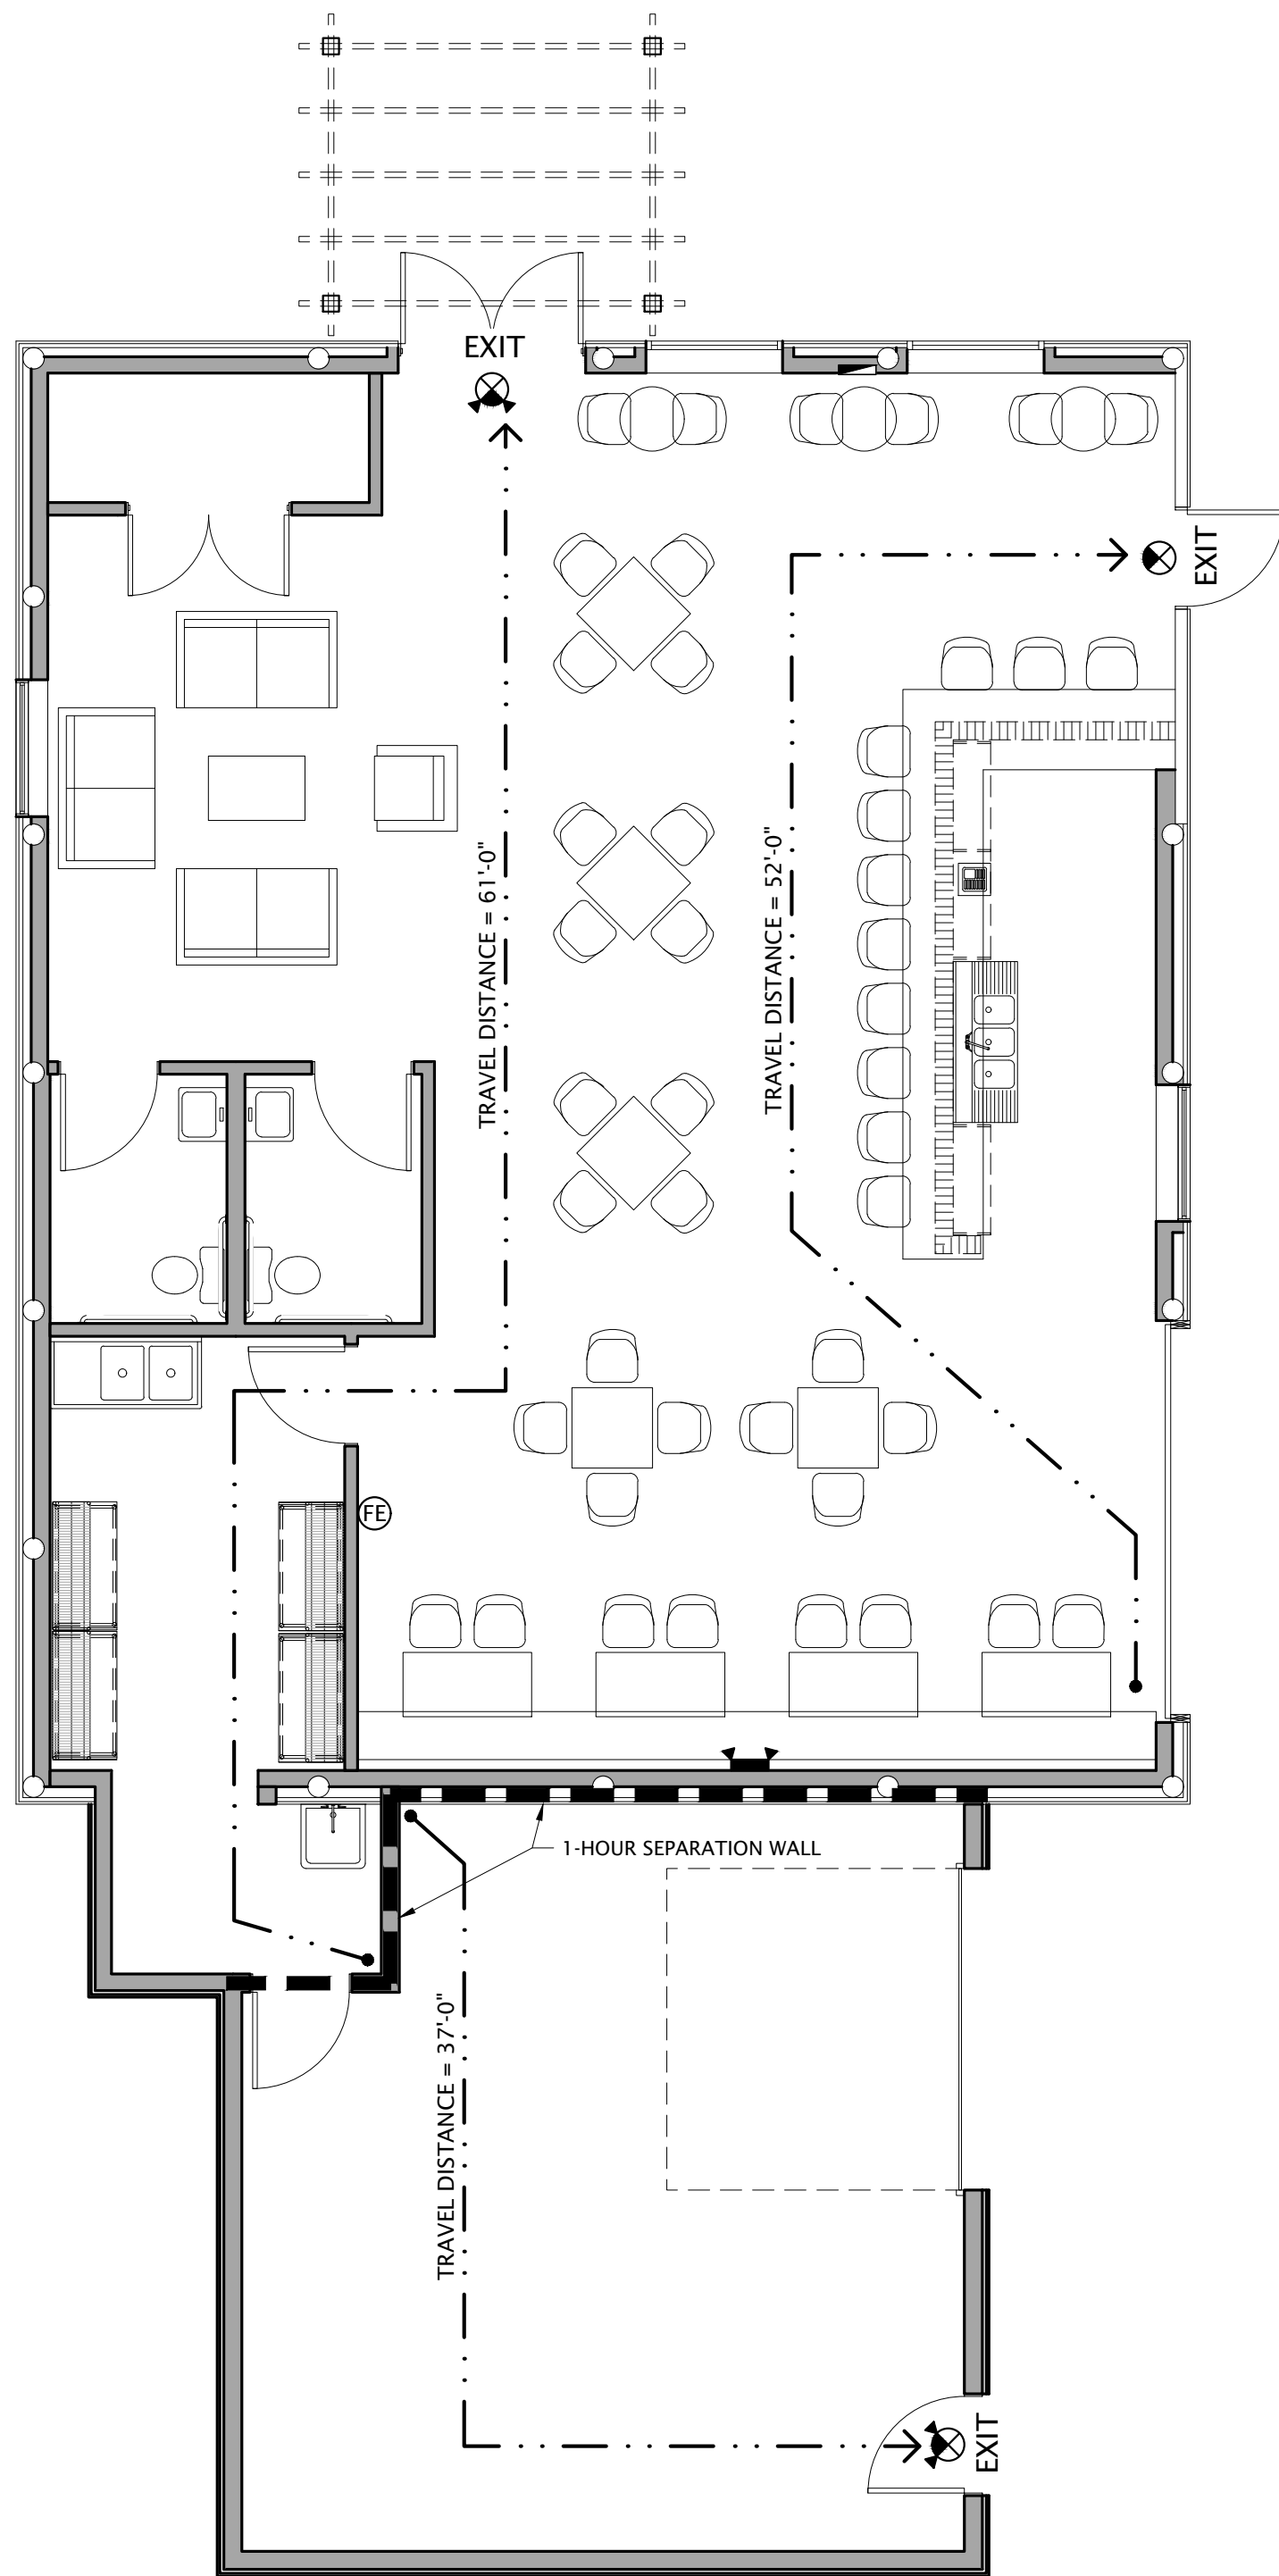 EXIT
EXIT
TRAVEL DISTANCE = 61'-0"
TRAVEL DISTANCE = 52'-0"
FE
1-HOUR SEPARATION WALL
TRAVEL DISTANCE = 37'-0"
EXIT